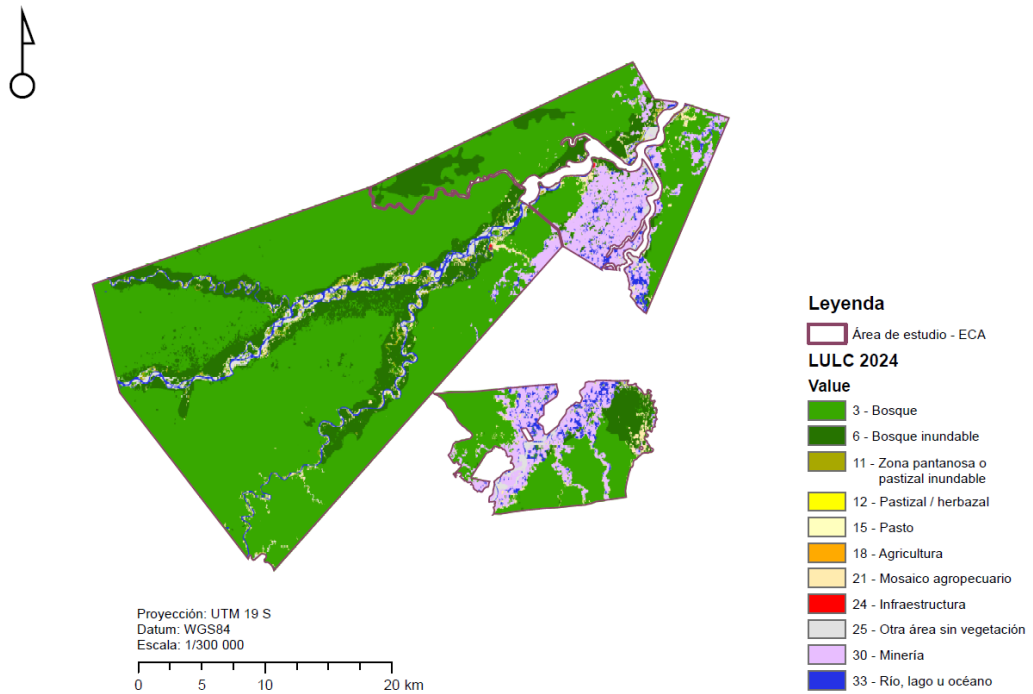 Leyenda
Área de estudio - ECA
LULC 2024
Value
3 - Bosque
6 - Bosque inundable
11 - Zona pantanosa o
pastizal inundable
12 - Pastizal / herbazal
15 - Pasto
18 - Agricultura
21 - Mosaico agropecuario
24 - Infraestructura
25 - Otra área sin vegetación
30 - Minería
33 - Río, lago u océano
Proyección: UTM 19 S
Datum: WGS84
Escala: 1/300 000
0 5 10 20 km